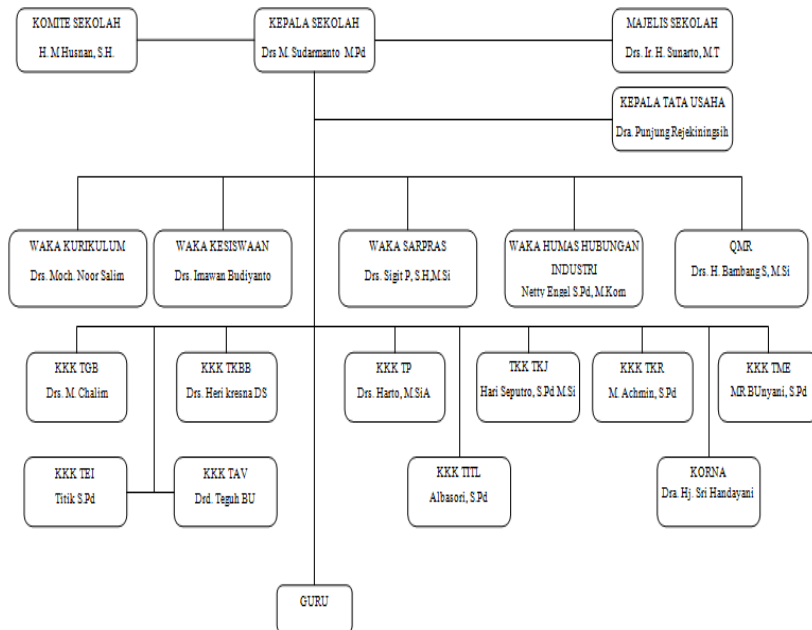 KOMITE SEKOLAH
H. M Husnan, S.H.
KEPALA SEKOLAH
Drs M. Sudarmanto M.Pd
MAJELIS SEKOLAH
Drs. Ir. H. Sunarto, M.T
KEPALA TATA USAHA
Dra. Punjung Rejekiningsih
WAKA KURIKULUM
Drs. Moch. Noor Salim
WAKA KESISWAAN
Drs. Imawan Budiyanto
WAKA SARPRAS
Drs. Sigit P, S.H,M.Si
WAKA HUMAS HUBUNGAN
INDUSTRI
Netty Engel S.Pd, M.Kom
QMR
Drs. H. Bambang S, M.Si
KKK TGB
Drs. M. Chalim
KKK TKBB
Drs. Heri kresna DS
KKK TP
Drs. Harto, M.SiA
TKK TKJ
Hari Seputro, S.Pd M.Si
KKK TKR
M. Achmin, S.Pd
KKK TME
MR BUnyani, S.Pd
KKK TEI
Titik S.Pd
KKK TAV
Drd. Teguh BU
KKK TITL
Albasori, S.Pd
KORNA
Dra. Hj. Sri Handayani
GURU